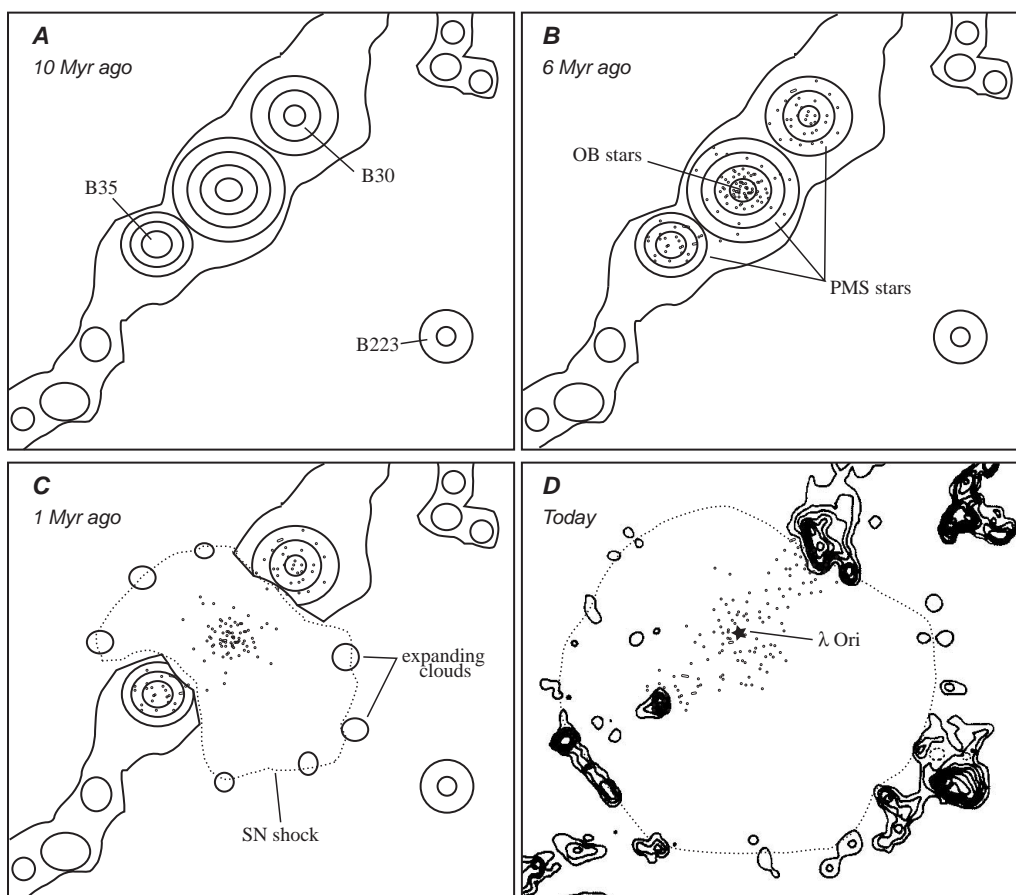 A
10 Myr ago
B35
B30
B223
B
6 Myr ago
OB stars
PMS stars
C
1 Myr ago
expanding
clouds
SN shock
D
Today
λ Ori